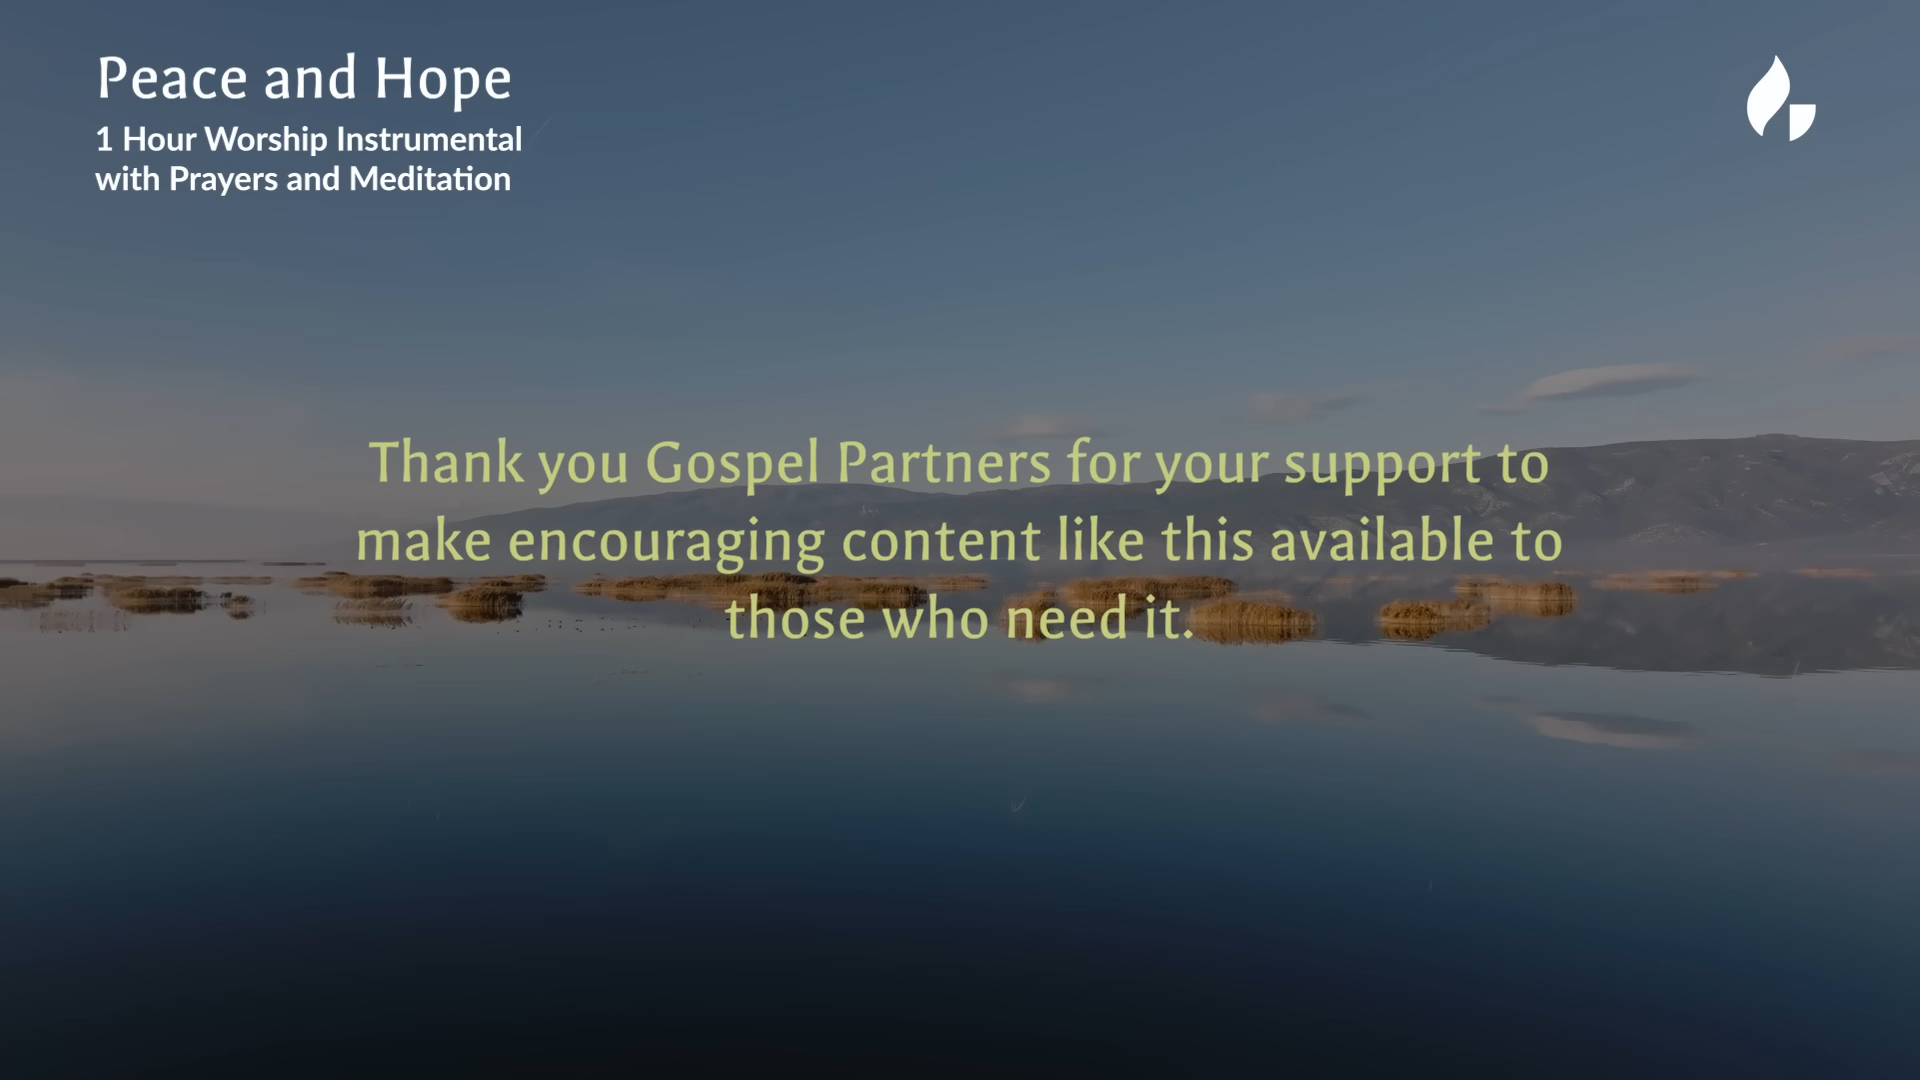 Peace and Hope
1 Hour Worship Instrumental
with Prayers and Meditation
Thank you Gospel Partners for your support to
make encouraging content like this available to
those who need it.